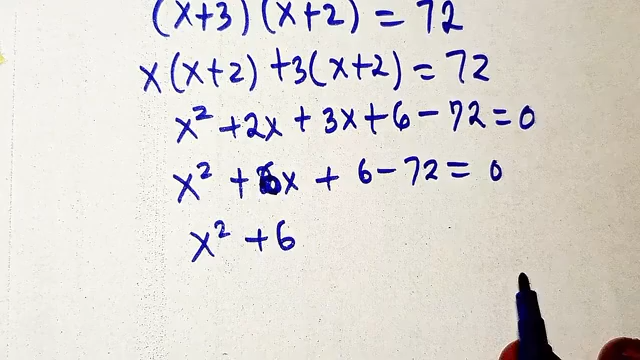 (x+3)(x+2) = 72
x(x+2) +3(x+2) = 72
x² +2x + 3x + 6 - 72 = 0
x² + 6x + 6 - 72 = 0
x² + 6